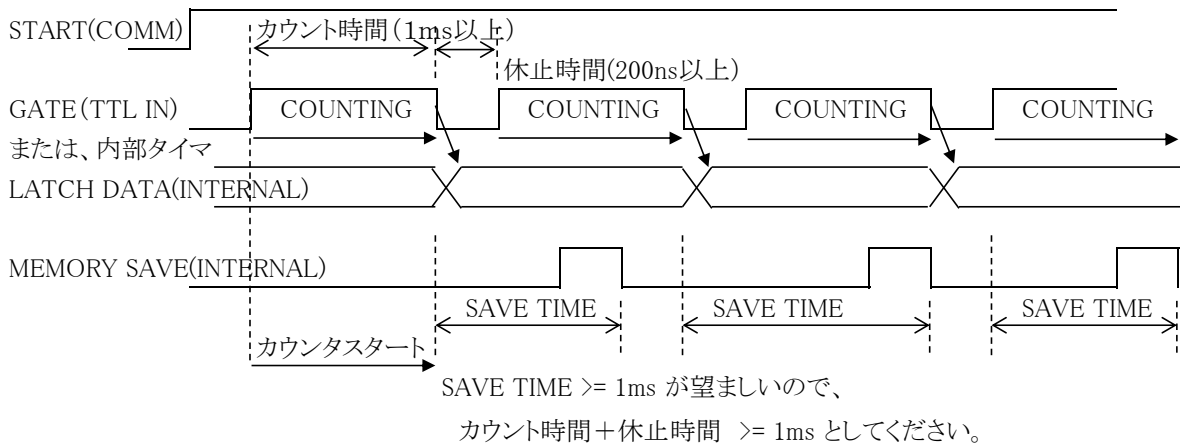 START(COMM)
カウント時間(1ms以上)
休止時間(200ns以上)
GATE(TTL IN)
COUNTING
COUNTING
COUNTING
COUNTING
または、内部タイマ
LATCH DATA(INTERNAL)
MEMORY SAVE(INTERNAL)
SAVE TIME
SAVE TIME
SAVE TIME
カウンタスタート
SAVE TIME >= 1ms が望ましいので、
カウント時間+休止時間 >= 1ms としてください。